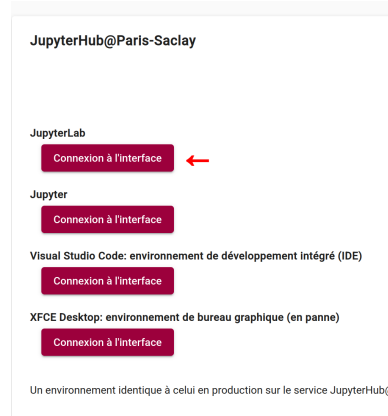 JupyterHub@Paris-Saclay
JupyterLab
Connexion à l'interface
Jupyter
Connexion à l'interface
Visual Studio Code: environnement de développement intégré (IDE)
Connexion à l'interface
XFCE Desktop: environnement de bureau graphique (en panne)
Connexion à l'interface
Un environnement identique à celui en production sur le service JupyterHub@